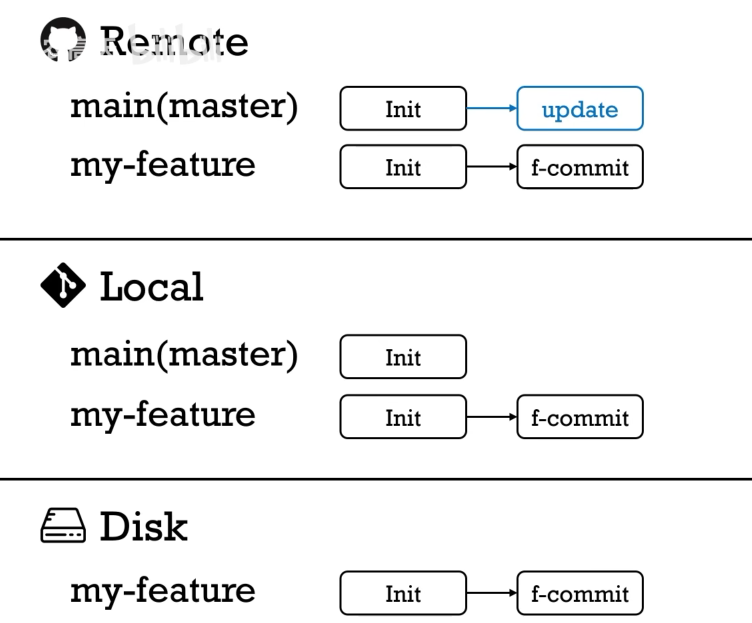 Remote
main(master) Init update
my-feature Init f-commit
Local
main(master) Init
my-feature Init f-commit
Disk
my-feature Init f-commit